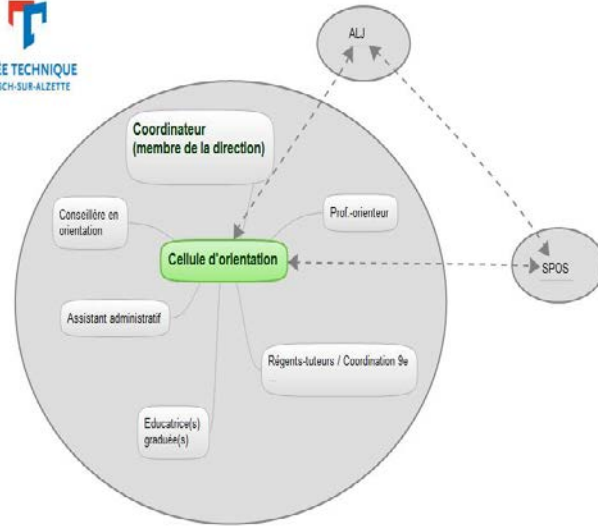 ÉE TECHNIQUE
SCH-SUR-ALZETTE
ALJ
Coordinateur
(membre de la direction)
Conseillère en
orientation
Prof.-orienteur
Cellule d'orientation
SPOS
Assistant administratif
Régents-tuteurs / Coordination 9e
Educatrice(s)
graduée(s)